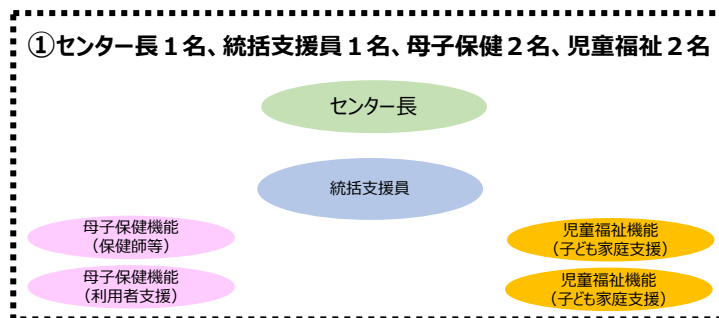 ①センター長１名、統括支援員１名、母子保健２名、児童福祉２名
センター長
統括支援員
母子保健機能
（保健師等）
児童福祉機能
（子ども家庭支援）
母子保健機能
（利用者支援）
児童福祉機能
（子ども家庭支援）